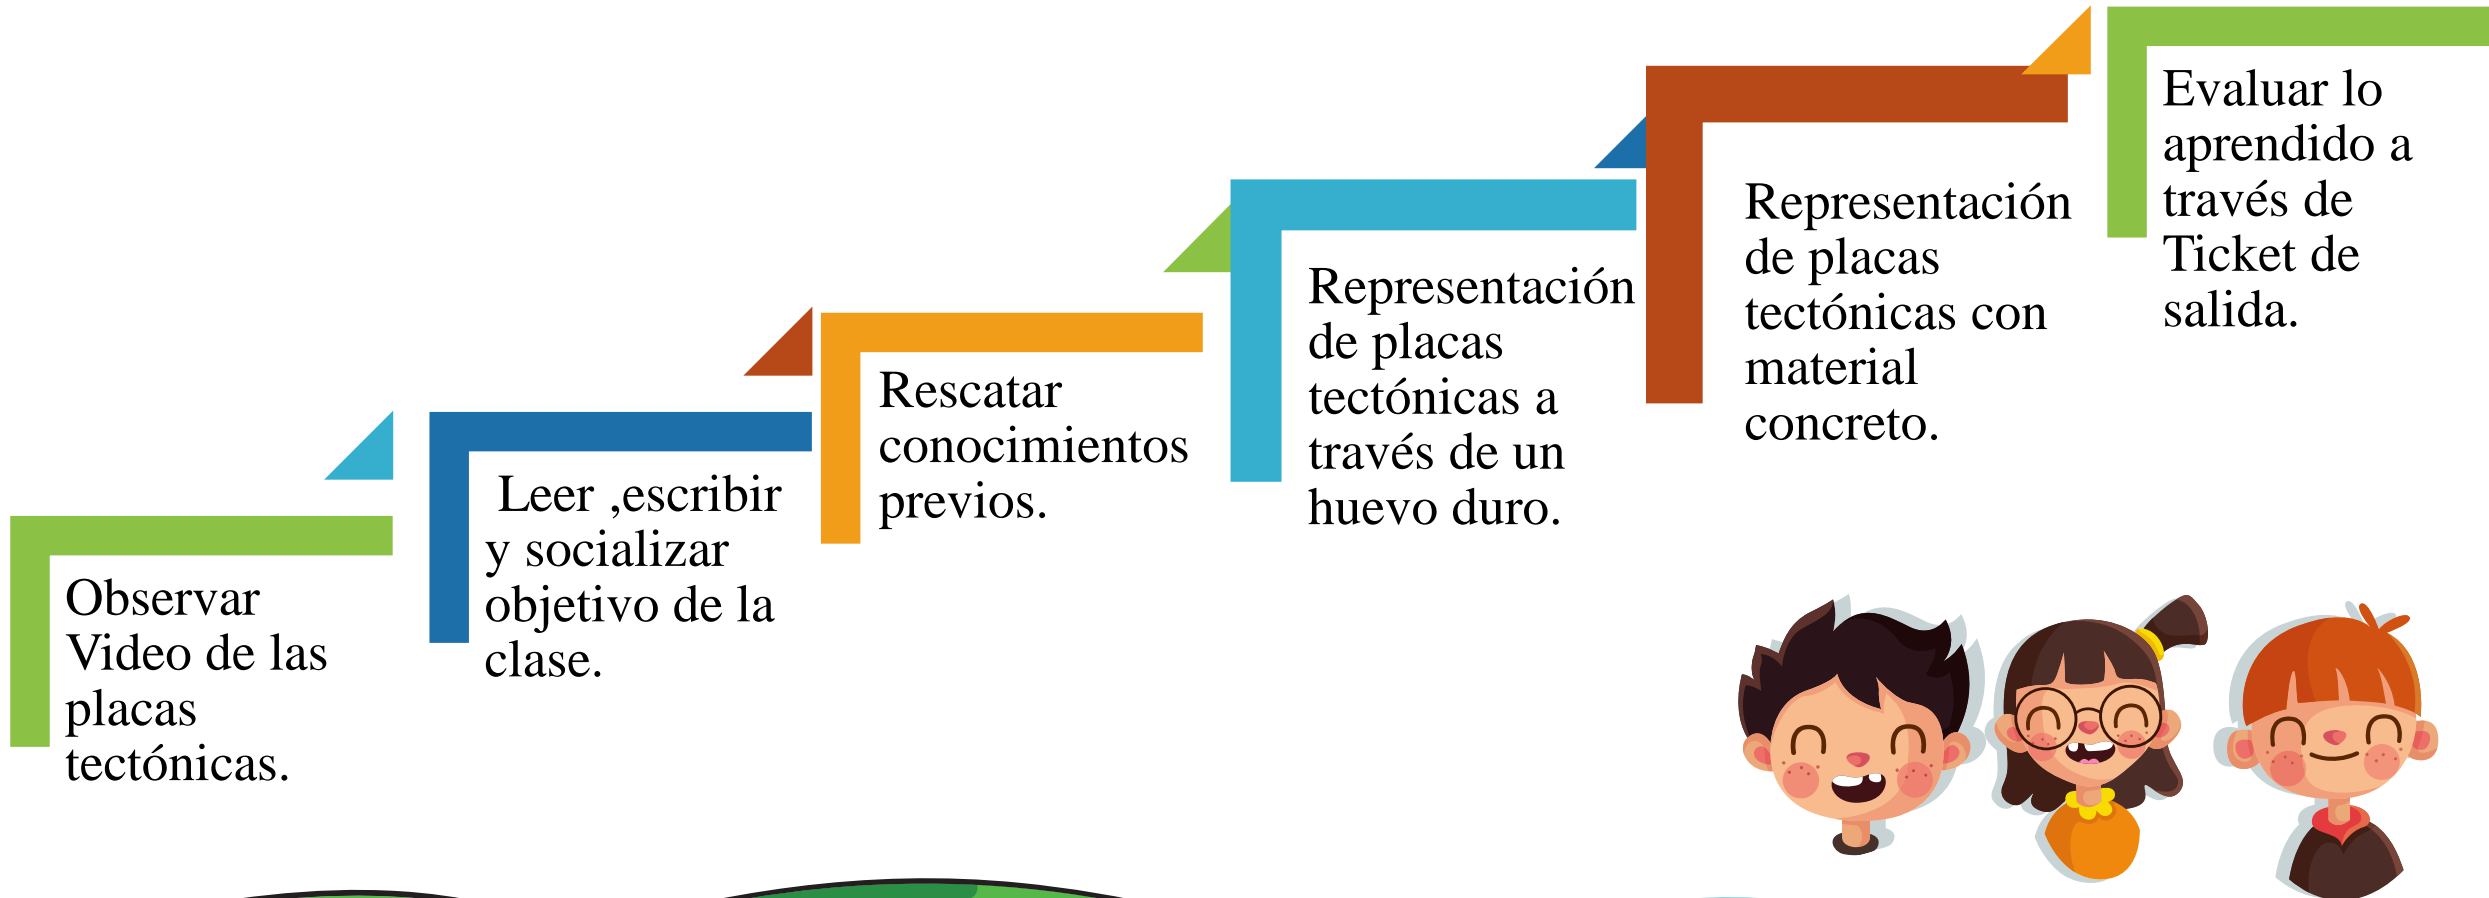 Observar
Video de las
placas
tectónicas.
Leer ,escribir
y socializar
objetivo de la
clase.
Rescatar
conocimientos
previos.
Representación
de placas
tectónicas a
través de un
huevo duro.
Representación
de placas
tectónicas con
material
concreto.
Evaluar lo
aprendido a
través de
Ticket de
salida.